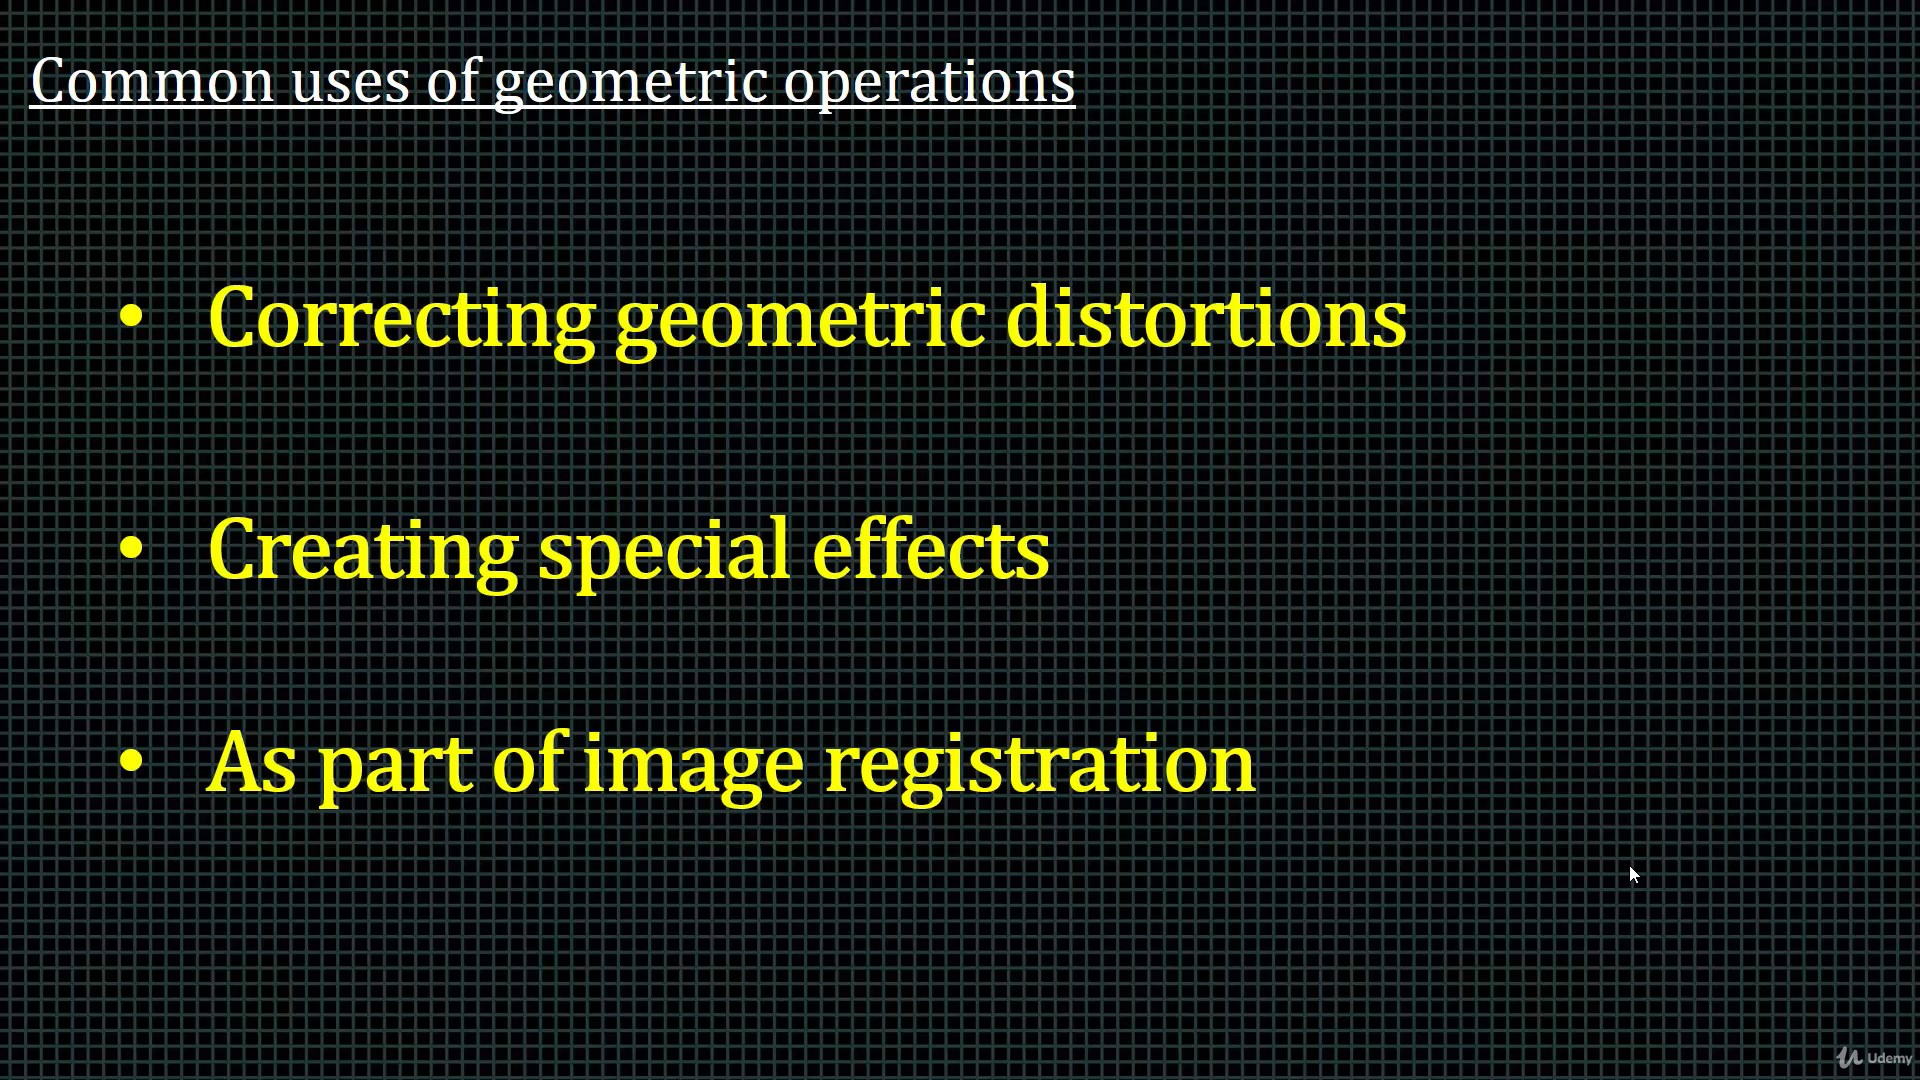 Common uses of geometric operations
• Correcting geometric distortions
• Creating special effects
• As part of image registration
Udemy